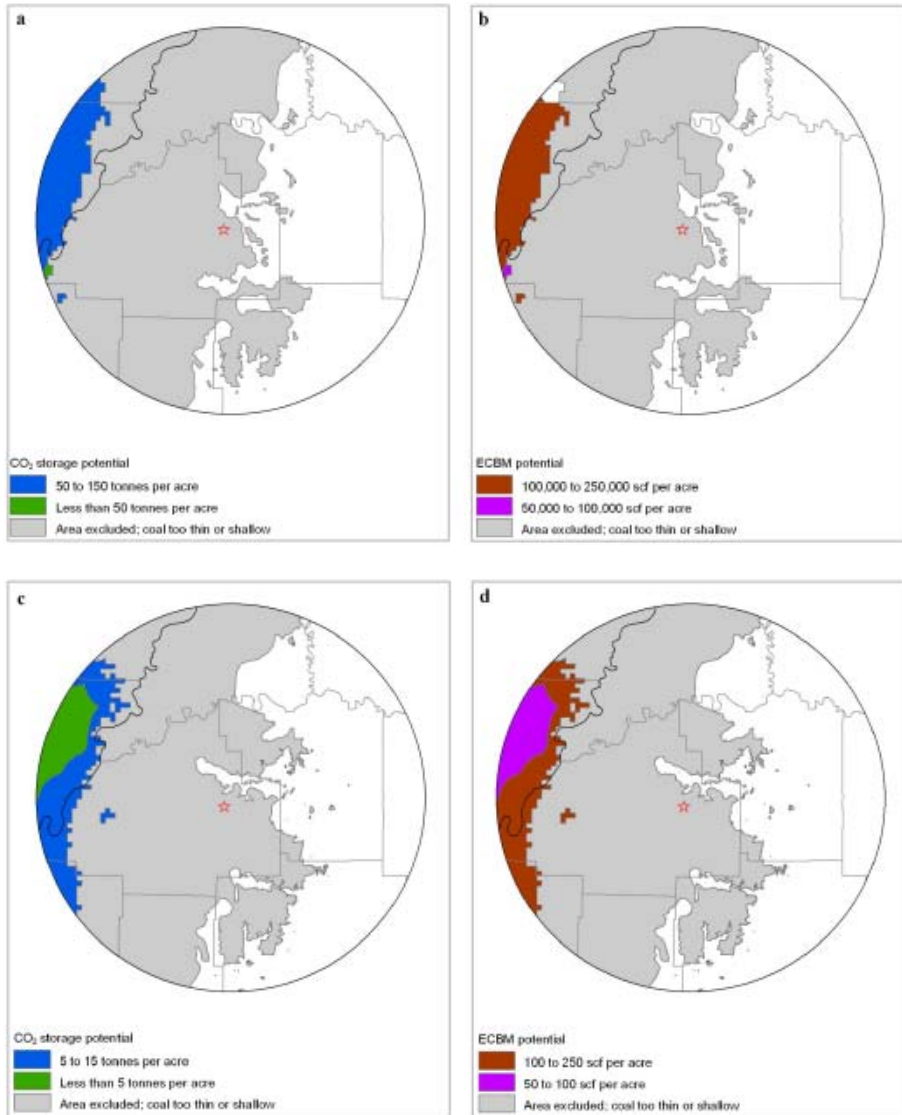 a
CO₂ storage potential
50 to 150 tonnes per acre
Less than 50 tonnes per acre
Area excluded; coal too thin or shallow
b
ECBM potential
100,000 to 250,000 scf per acre
50,000 to 100,000 scf per acre
Area excluded; coal too thin or shallow
c
CO₂ storage potential
5 to 15 tonnes per acre
Less than 5 tonnes per acre
Area excluded; coal too thin or shallow
d
ECBM potential
100 to 250 scf per acre
50 to 100 scf per acre
Area excluded; coal too thin or shallow